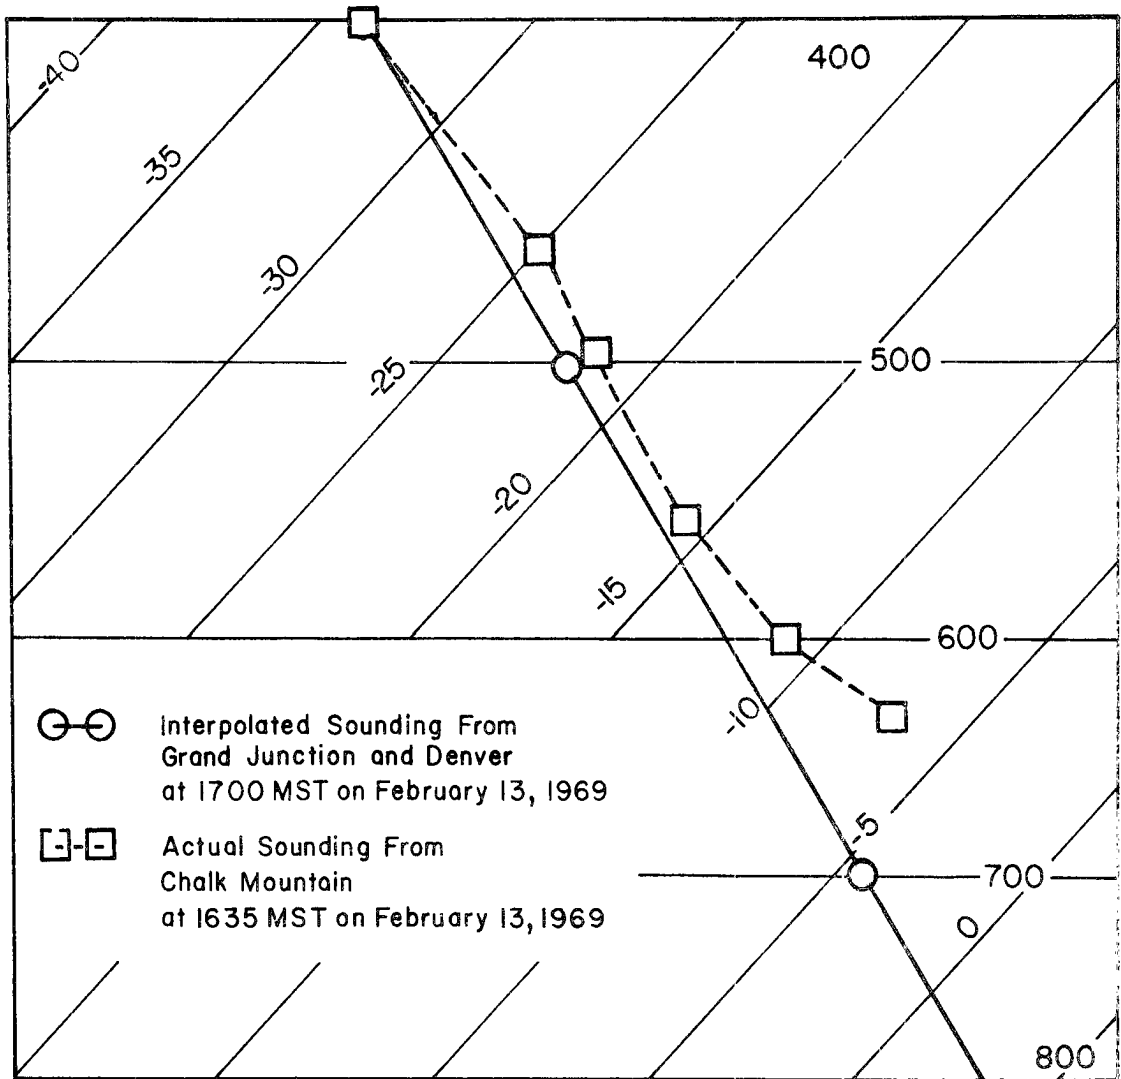 -40
400
-35
-30
-25
500
-20
-15
600
-10
Interpolated Sounding From
Grand Junction and Denver
at 1700 MST on February 13, 1969
-5
Actual Sounding From
Chalk Mountain
at 1635 MST on February 13, 1969
700
0
800